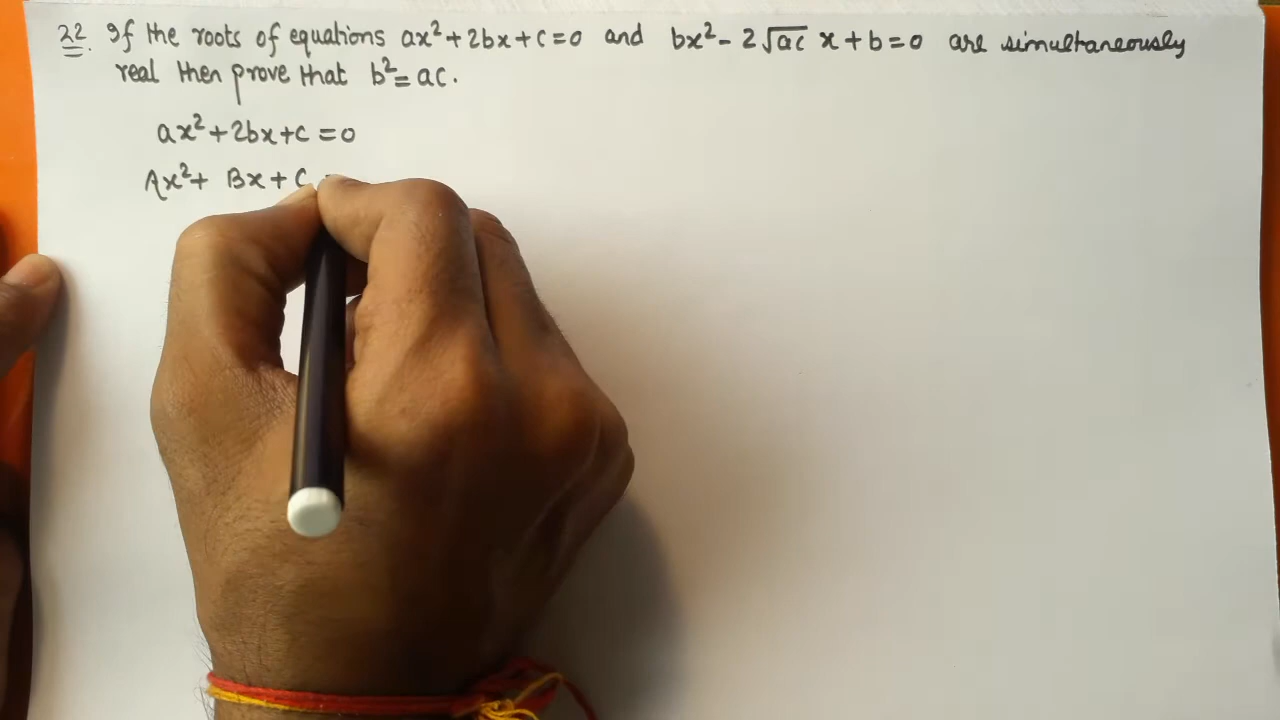 22. If the roots of equations ax²+2bx+c=0 and bx²-2√ac x+b=0 are simultaneously
real then prove that b²=ac.
ax²+2bx+c=0
Ax²+ Bx+C